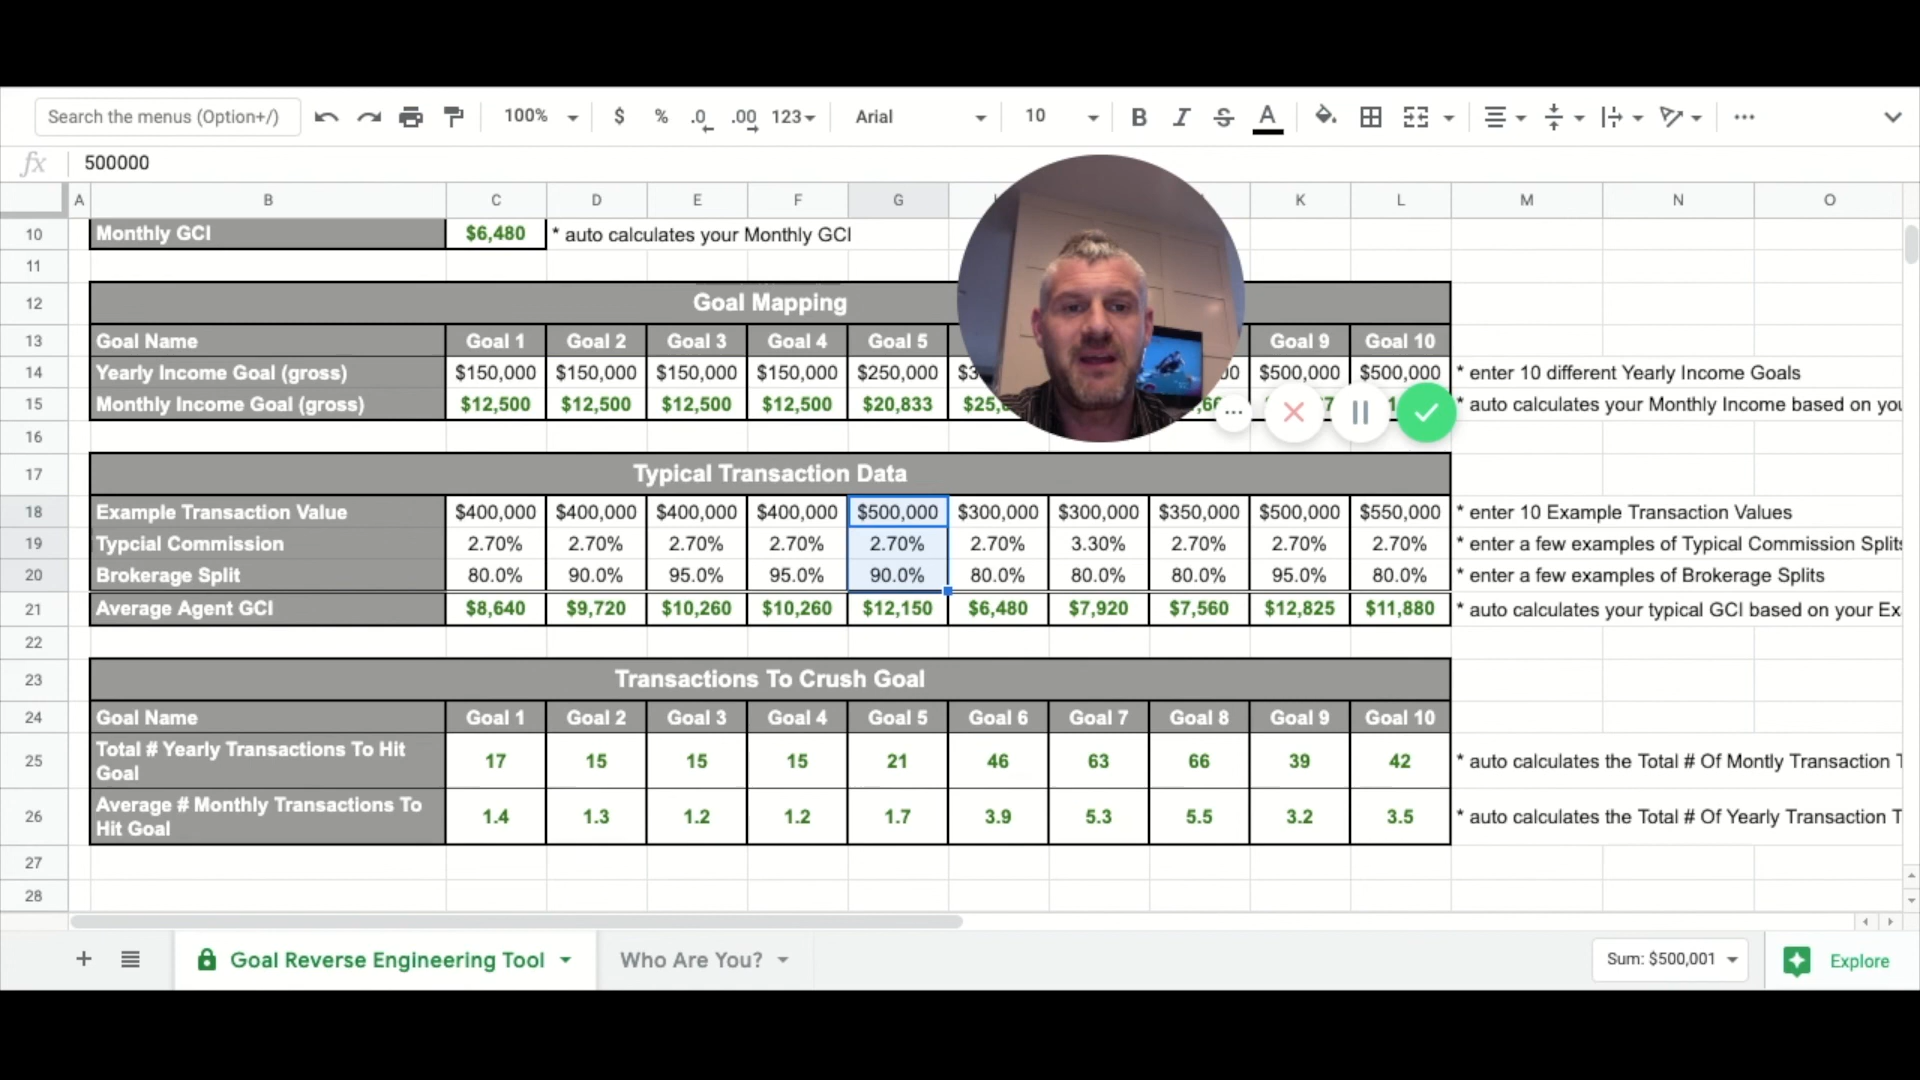 Search the menus (Option+/) 100% $ % .0 .00 123 Arial 10 B I S A
fx 500000
A B C D E F G K L M N O
10 Monthly GCI $6,480 * auto calculates your Monthly GCI
11
12 Goal Mapping
13 Goal Name Goal 1 Goal 2 Goal 3 Goal 4 Goal 5 Goal 9 Goal 10
14 Yearly Income Goal (gross) $150,000 $150,000 $150,000 $150,000 $250,000 $500,000 $500,000 * enter 10 different Yearly Income Goals
15 Monthly Income Goal (gross) $12,500 $12,500 $12,500 $12,500 $20,833 * auto calculates your Monthly Income based on you
16
17 Typical Transaction Data
18 Example Transaction Value $400,000 $400,000 $400,000 $400,000 $500,000 $300,000 $300,000 $350,000 $500,000 $550,000 * enter 10 Example Transaction Values
19 Typcial Commission 2.70% 2.70% 2.70% 2.70% 2.70% 2.70% 3.30% 2.70% 2.70% 2.70% * enter a few examples of Typical Commission Splits
20 Brokerage Split 80.0% 90.0% 95.0% 95.0% 90.0% 80.0% 80.0% 80.0% 95.0% 80.0% * enter a few examples of Brokerage Splits
21 Average Agent GCI $8,640 $9,720 $10,260 $10,260 $12,150 $6,480 $7,920 $7,560 $12,825 $11,880 * auto calculates your typical GCI based on your Ex
22
23 Transactions To Crush Goal
24 Goal Name Goal 1 Goal 2 Goal 3 Goal 4 Goal 5 Goal 6 Goal 7 Goal 8 Goal 9 Goal 10
25 Total # Yearly Transactions To Hit
Goal 17 15 15 15 21 46 63 66 39 42 * auto calculates the Total # Of Montly Transaction T
26 Average # Monthly Transactions To
Hit Goal 1.4 1.3 1.2 1.2 1.7 3.9 5.3 5.5 3.2 3.5 * auto calculates the Total # Of Yearly Transaction T
27
28
Goal Reverse Engineering Tool Who Are You? Sum: $500,001 Explore